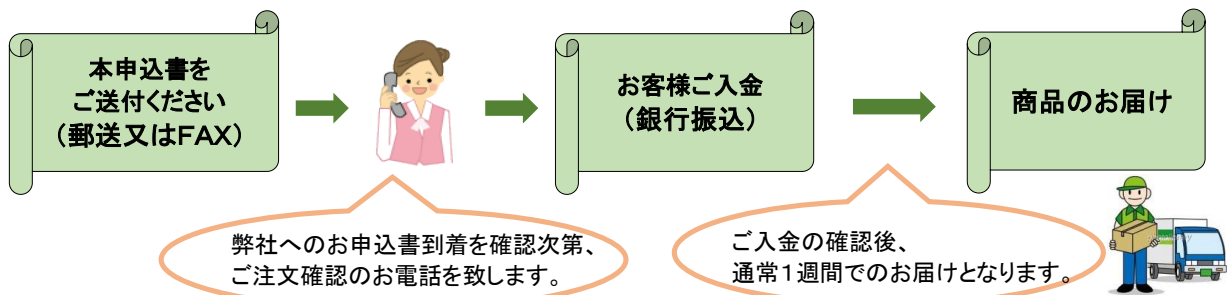 本申込書を
ご送付ください
(郵送又はFAX)
お客様ご入金
(銀行振込)
商品のお届け
弊社へのお申込書到着を確認次第、
ご注文確認のお電話を致します。
ご入金の確認後、
通常1週間でのお届けとなります。